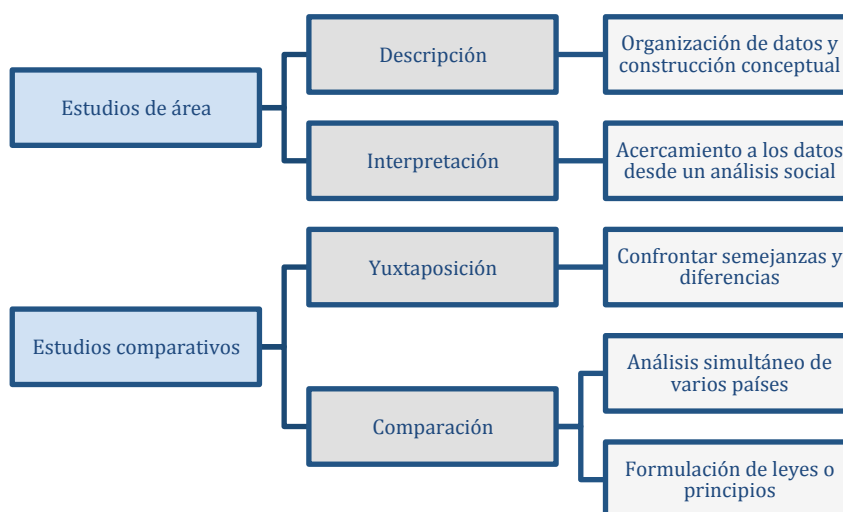 Estudios de área
Descripción
Organización de datos y
construcción conceptual
Interpretación
Acercamiento a los datos
desde un análisis social
Estudios comparativos
Yuxtaposición
Confrontar semejanzas y
diferencias
Comparación
Análisis simultáneo de
varios países
Formulación de leyes o
principios